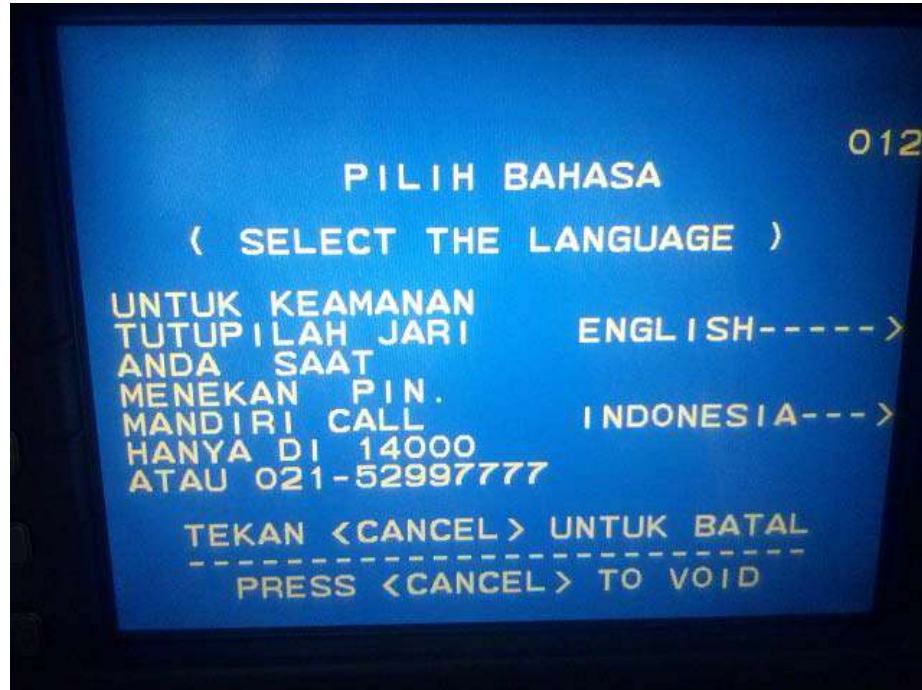 012
PILIH BAHASA
( SELECT THE LANGUAGE )
UNTUK KEAMANAN
TUTUPILAH JARI
ANDA SAAT
MENEKAN PIN.
MANDIRI CALL
HANYA DI 14000
ATAU 021-52997777
ENGLISH----->
INDONESIA--->
TEKAN <CANCEL> UNTUK BATAL
----------------------------
PRESS <CANCEL> TO VOID